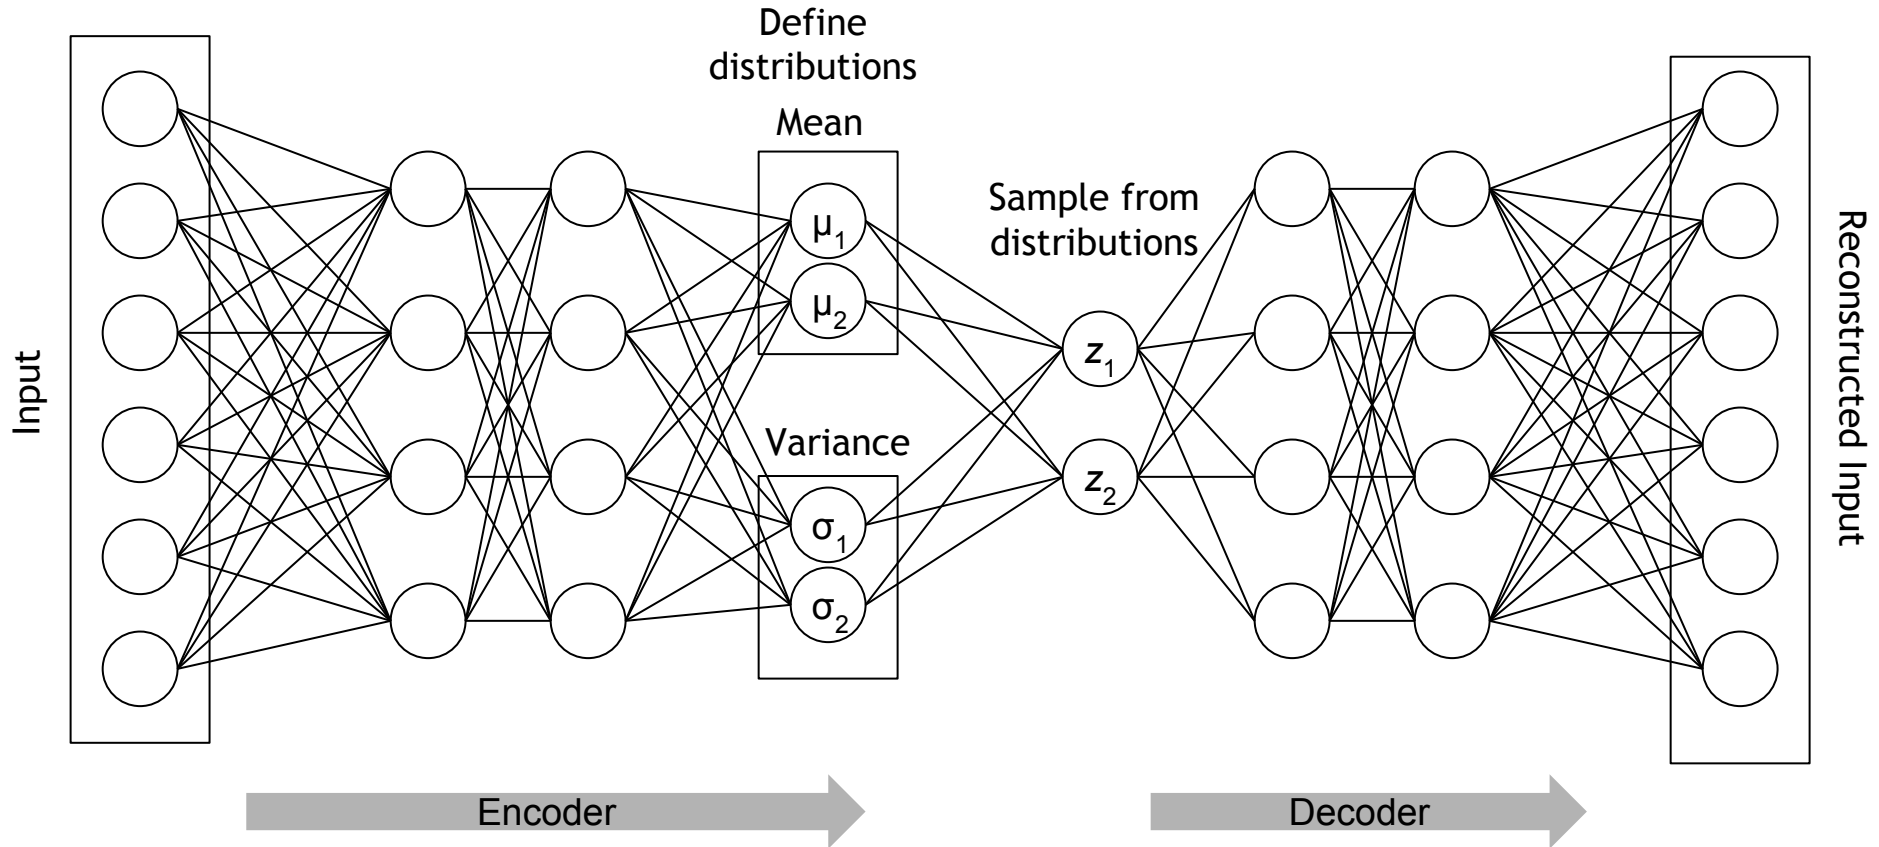 Define
distributions
Mean
μ1
μ2
Sample from
distributions
Input
z1
z2
Variance
σ1
σ2
Reconstructed Input
Encoder
Decoder